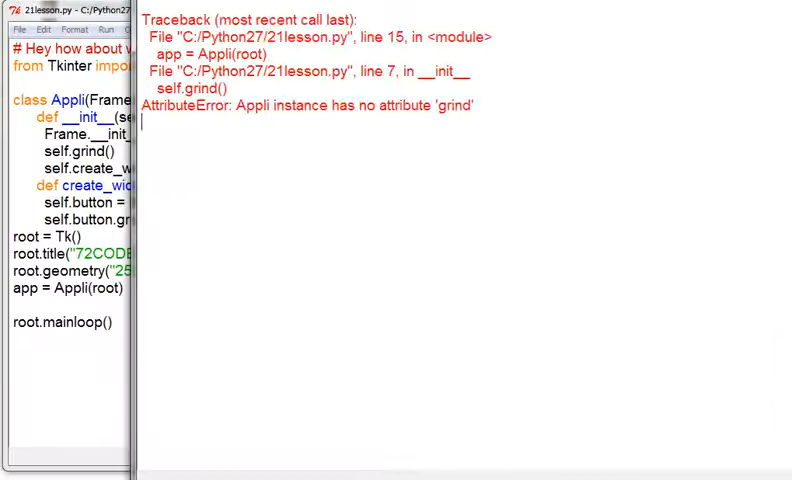 21lesson.py - C:/Python27
File Edit Format Run
# Hey how about
from Tkinter
class Appli(Frame
def __init__
Frame.__init_
self.grind()
self.create_w
def create_wid
self.button =
self.button.gr
root = Tk()
root.title("72CODE
root.geometry("25
app = Appli(root)
root.mainloop()
Traceback (most recent call last):
File "C:/Python27/21lesson.py", line 15, in <module>
app = Appli(root)
File "C:/Python27/21lesson.py", line 7, in __init__
self.grind()
AttributeError: Appli instance has no attribute 'grind'